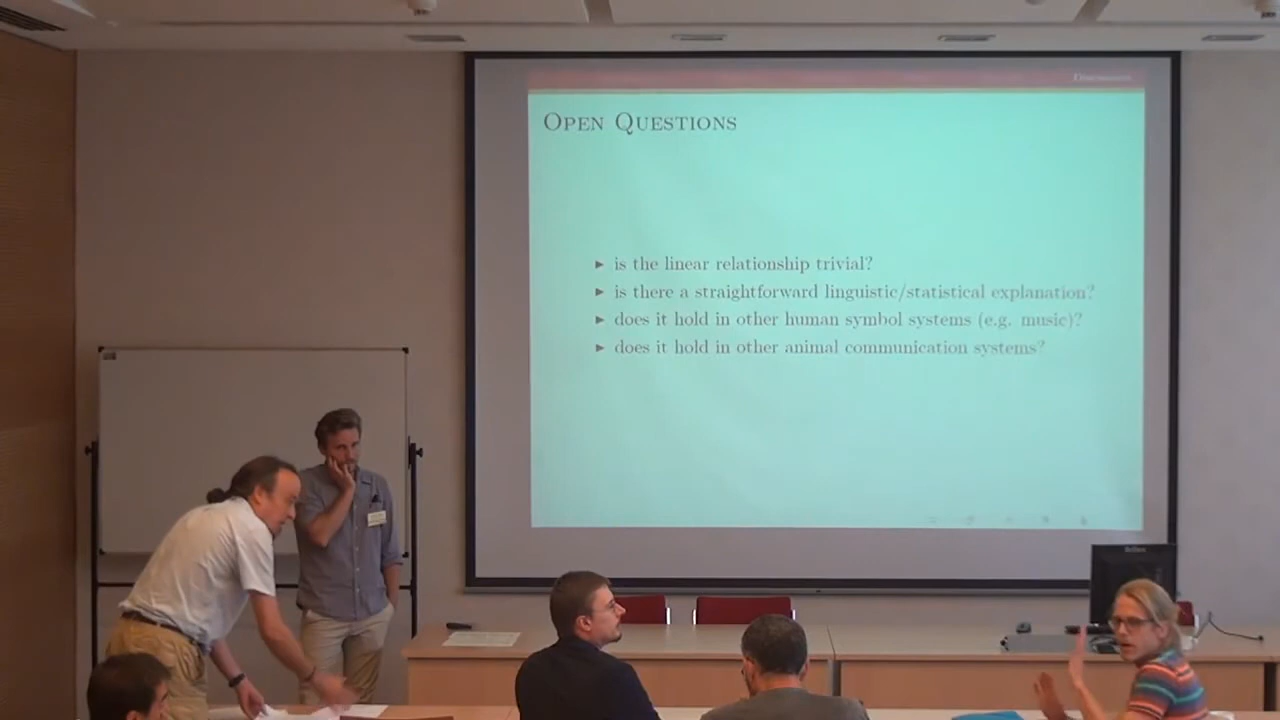 Discussion
Open Questions
▶ is the linear relationship trivial?
▶ is there a straightforward linguistic/statistical explanation?
▶ does it hold in other human symbol systems (e.g. music)?
▶ does it hold in other animal communication systems?